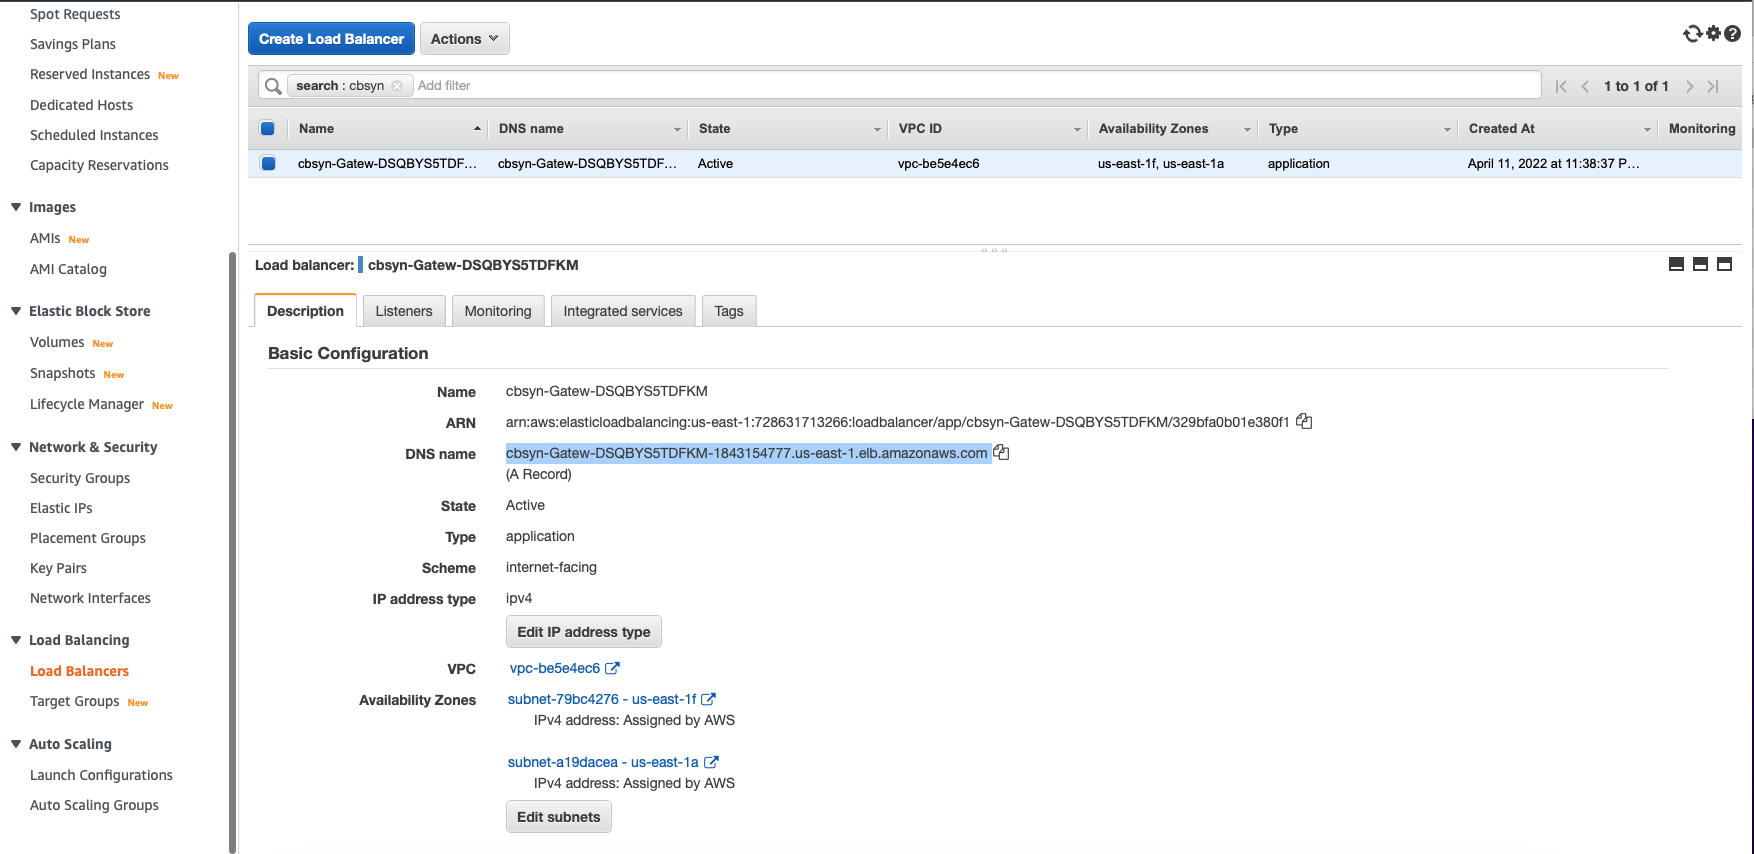 Spot Requests
Savings Plans
Reserved Instances New
Dedicated Hosts
Scheduled Instances
Capacity Reservations
Images
AMIs New
AMI Catalog
Elastic Block Store
Volumes New
Snapshots New
Lifecycle Manager New
Network & Security
Security Groups
Elastic IPs
Placement Groups
Key Pairs
Network Interfaces
Load Balancing
Load Balancers
Target Groups New
Auto Scaling
Launch Configurations
Auto Scaling Groups
Create Load Balancer Actions
search : cbsyn Add filter 1 to 1 of 1
Name DNS name State VPC ID Availability Zones Type Created At Monitoring
cbsyn-Gatew-DSQBYS5TDF... cbsyn-Gatew-DSQBYS5TDF... Active vpc-be5e4ec6 us-east-1f, us-east-1a application April 11, 2022 at 11:38:37 P...
Load balancer: cbsyn-Gatew-DSQBYS5TDFKM
Description Listeners Monitoring Integrated services Tags
Basic Configuration
Name cbsyn-Gatew-DSQBYS5TDFKM
ARN arn:aws:elasticloadbalancing:us-east-1:728631713266:loadbalancer/app/cbsyn-Gatew-DSQBYS5TDFKM/329bfa0b01e380f1
DNS name cbsyn-Gatew-DSQBYS5TDFKM-1843154777.us-east-1.elb.amazonaws.com
(A Record)
State Active
Type application
Scheme internet-facing
IP address type ipv4
Edit IP address type
VPC vpc-be5e4ec6
Availability Zones subnet-79bc4276 - us-east-1f
IPv4 address: Assigned by AWS
subnet-a19dacea - us-east-1a
IPv4 address: Assigned by AWS
Edit subnets